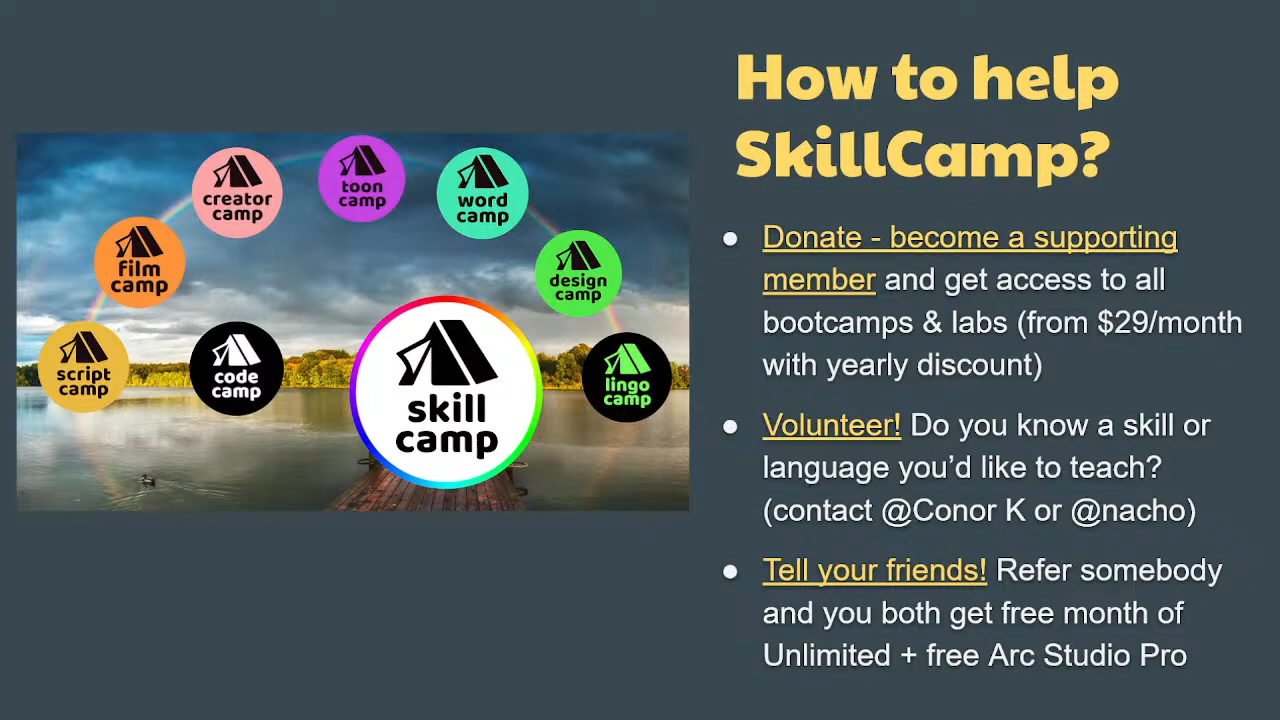 How to help
SkillCamp?
creator
camp
toon
camp
word
camp
film
camp
design
camp
script
camp
code
camp
skill
camp
lingo
camp
● Donate - become a supporting
member and get access to all
bootcamps & labs (from $29/month
with yearly discount)
● Volunteer! Do you know a skill or
language you’d like to teach?
(contact @Conor K or @nacho)
● Tell your friends! Refer somebody
and you both get free month of
Unlimited + free Arc Studio Pro